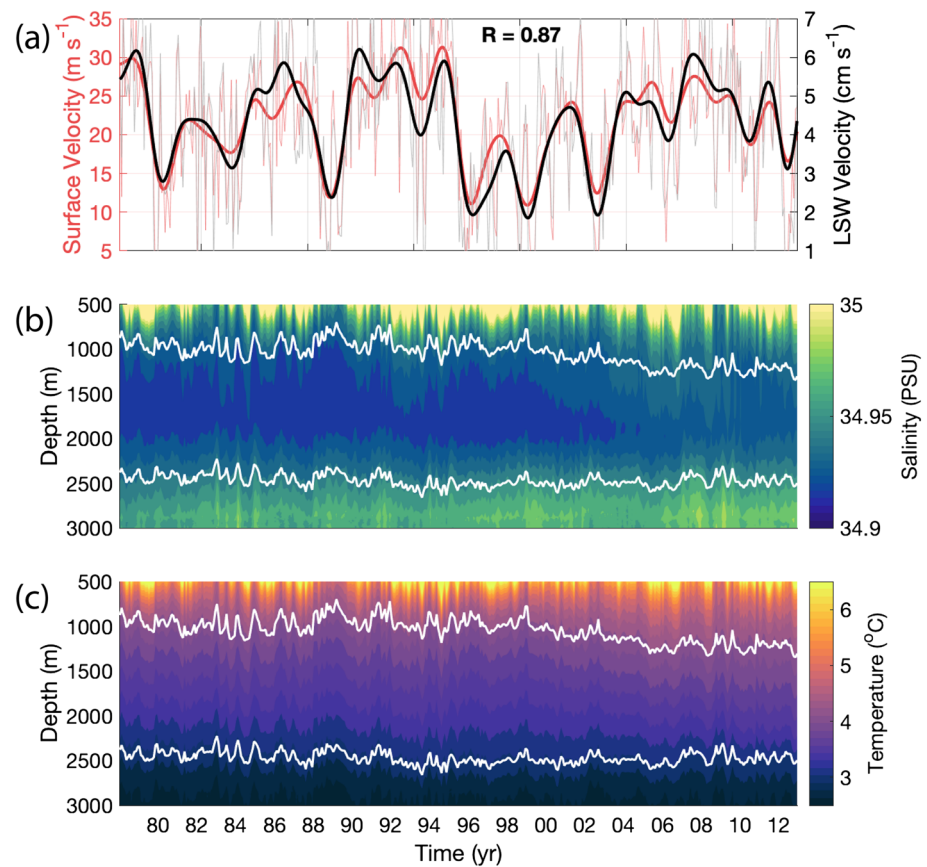 (a)
R = 0.87
35
30
25
20
15
10
5
Surface Velocity (m s⁻¹)
7
6
5
4
3
2
1
LSW Velocity (cm s⁻¹)
(b)
500
1000
1500
2000
2500
3000
Depth (m)
35
34.95
34.9
Salinity (PSU)
(c)
500
1000
1500
2000
2500
3000
Depth (m)
6
5
4
3
Temperature (°C)
80 82 84 86 88 90 92 94 96 98 00 02 04 06 08 10 12
Time (yr)